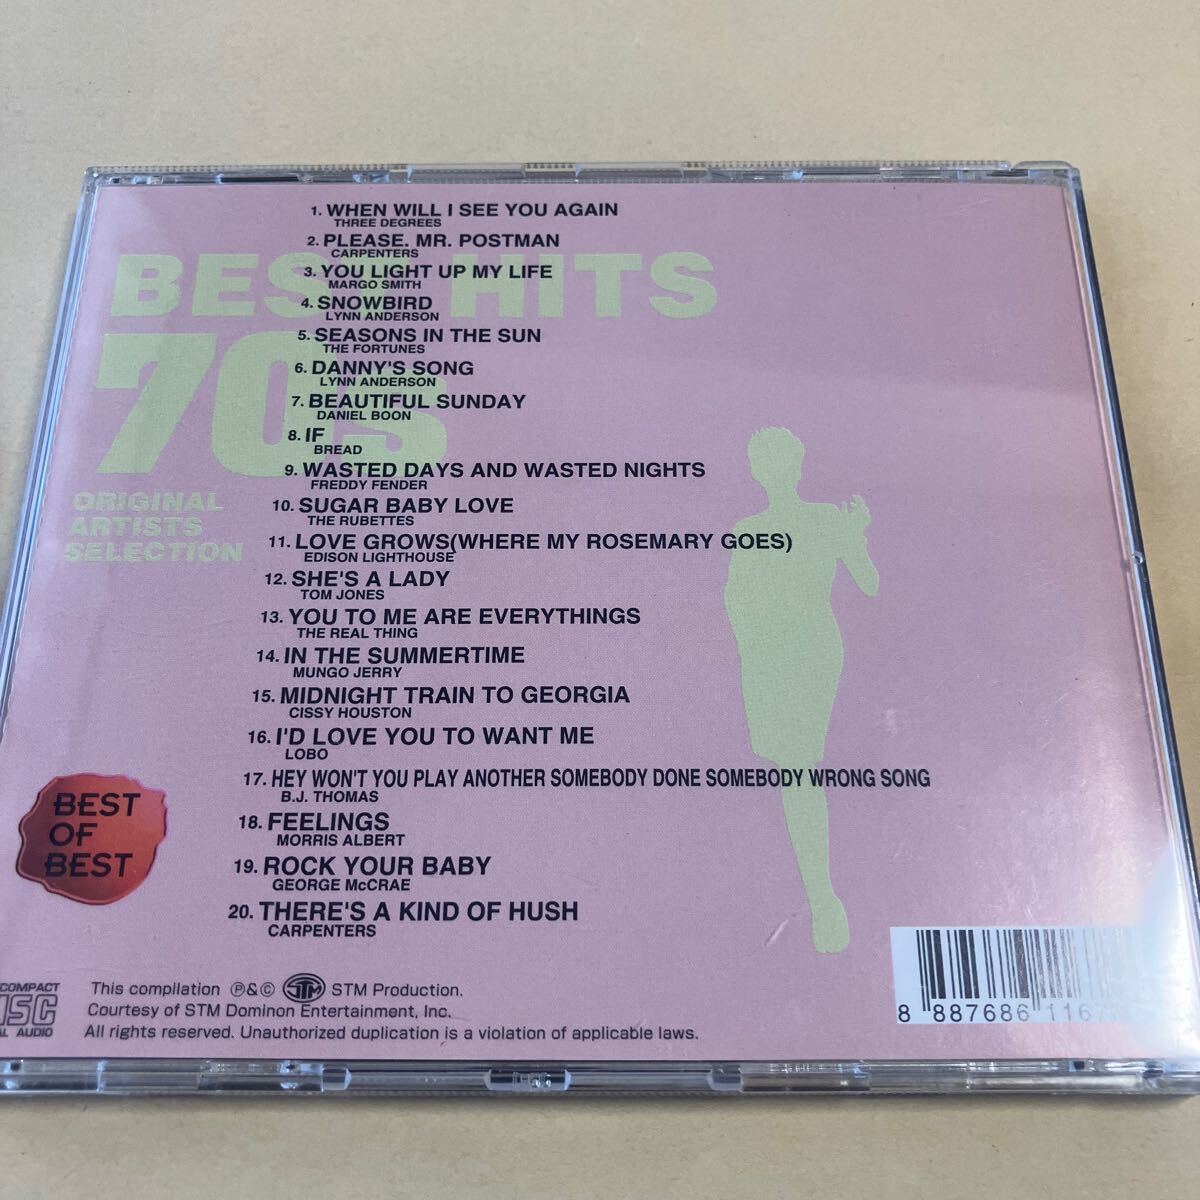 1. WHEN WILL I SEE YOU AGAIN
THREE DEGREES
2. PLEASE. MR. POSTMAN
CARPENTERS
3. YOU LIGHT UP MY LIFE
MARGO SMITH
4. SNOWBIRD
LYNN ANDERSON
5. SEASONS IN THE SUN
THE FORTUNES
6. DANNY'S SONG
LYNN ANDERSON
7. BEAUTIFUL SUNDAY
DANIEL BOON
8. IF
BREAD
9. WASTED DAYS AND WASTED NIGHTS
FREDDY FENDER
10. SUGAR BABY LOVE
THE RUBETTES
11. LOVE GROWS(WHERE MY ROSEMARY GOES)
EDISON LIGHTHOUSE
12. SHE'S A LADY
TOM JONES
13. YOU TO ME ARE EVERYTHINGS
THE REAL THING
14. IN THE SUMMERTIME
MUNGO JERRY
15. MIDNIGHT TRAIN TO GEORGIA
CISSY HOUSTON
16. I'D LOVE YOU TO WANT ME
LOBO
17. HEY WON'T YOU PLAY ANOTHER SOMEBODY DONE SOMEBODY WRONG SONG
B.J. THOMAS
18. FEELINGS
MORRIS ALBERT
19. ROCK YOUR BABY
GEORGE McCRAE
20. THERE'S A KIND OF HUSH
CARPENTERS
BEST HITS
70s
ORIGINAL
ARTISTS
SELECTION
BEST
OF
BEST
COMPACT
DISC
AUDIO
This compilation Ⓟ&© STM STM Production.
Courtesy of STM Dominon Entertainment, Inc.
All rights reserved. Unauthorized duplication is a violation of applicable laws.
8 887686